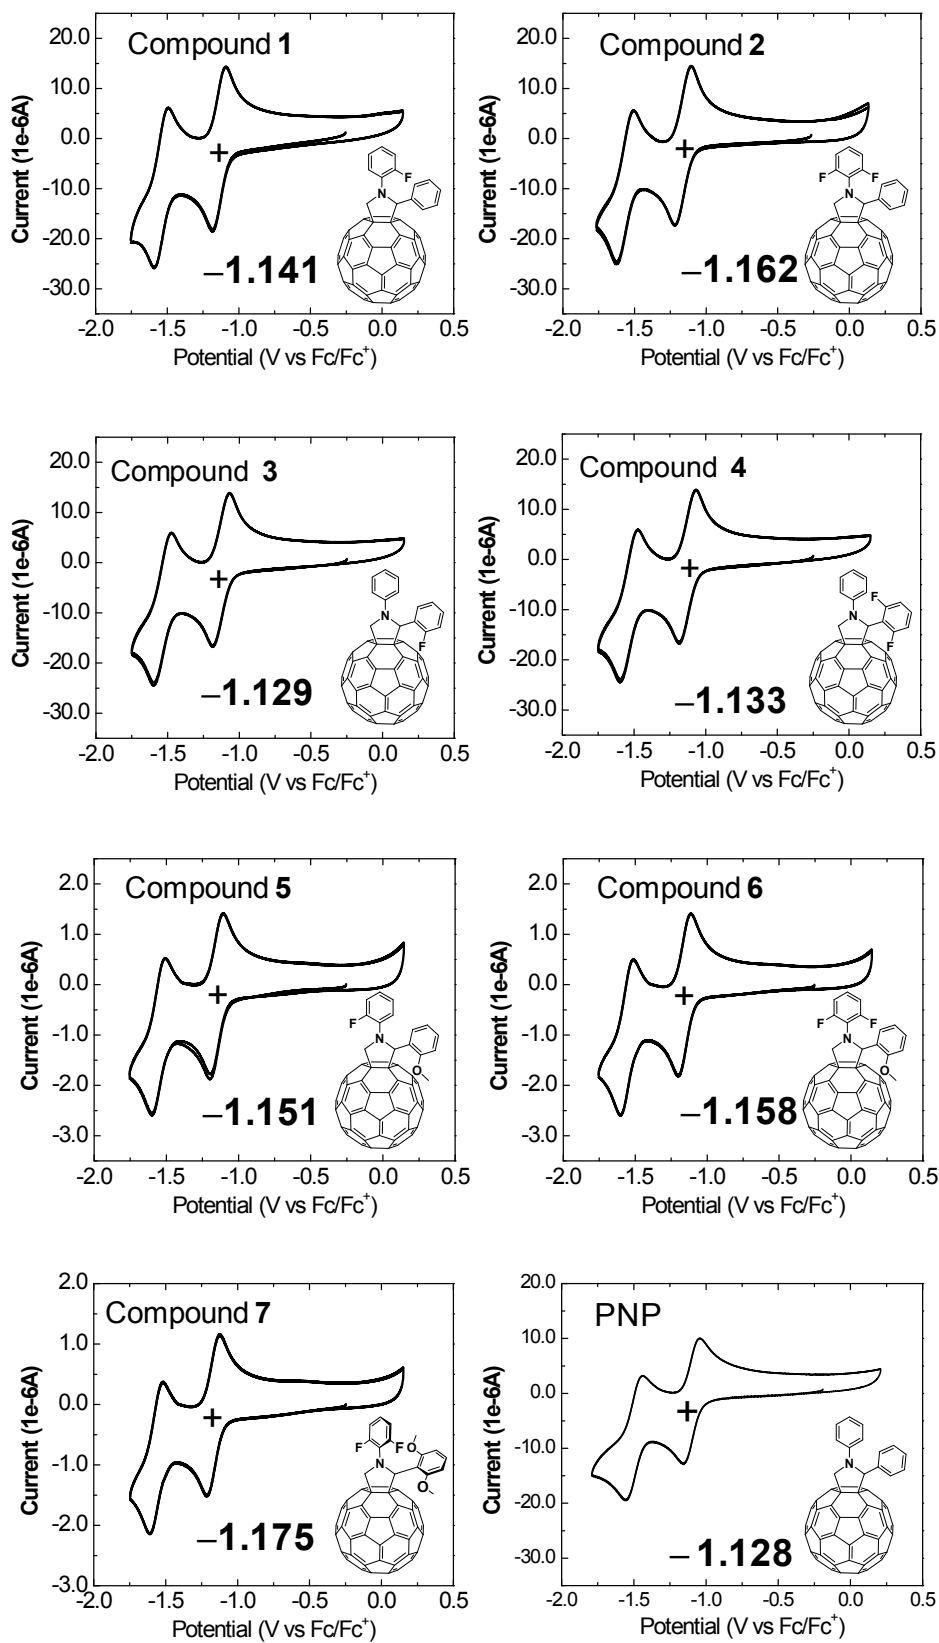 Compound 1
Current (1e-6A)
20.0
10.0
0.0
-10.0
-20.0
-30.0
+
F
N
−1.141
-2.0 -1.5 -1.0 -0.5 0.0 0.5
Potential (V vs Fc/Fc+)
Compound 2
Current (1e-6A)
20.0
10.0
0.0
-10.0
-20.0
-30.0
+
F F
N
−1.162
-2.0 -1.5 -1.0 -0.5 0.0 0.5
Potential (V vs Fc/Fc+)
Compound 3
Current (1e-6A)
20.0
10.0
0.0
-10.0
-20.0
-30.0
+
N
F
−1.129
-2.0 -1.5 -1.0 -0.5 0.0 0.5
Potential (V vs Fc/Fc+)
Compound 4
Current (1e-6A)
20.0
10.0
0.0
-10.0
-20.0
-30.0
+
F
N
F
−1.133
-2.0 -1.5 -1.0 -0.5 0.0 0.5
Potential (V vs Fc/Fc+)
Compound 5
Current (1e-6A)
2.0
1.0
0.0
-1.0
-2.0
-3.0
+
F
N
O
−1.151
-2.0 -1.5 -1.0 -0.5 0.0 0.5
Potential (V vs Fc/Fc+)
Compound 6
Current (1e-6A)
2.0
1.0
0.0
-1.0
-2.0
-3.0
+
F F
N
O
−1.158
-2.0 -1.5 -1.0 -0.5 0.0 0.5
Potential (V vs Fc/Fc+)
Compound 7
Current (1e-6A)
2.0
1.0
0.0
-1.0
-2.0
-3.0
+
F F O
N
O
−1.175
-2.0 -1.5 -1.0 -0.5 0.0 0.5
Potential (V vs Fc/Fc+)
PNP
Current (1e-6A)
20.0
10.0
0.0
-10.0
-20.0
-30.0
+
N
−1.128
-2.0 -1.5 -1.0 -0.5 0.0 0.5
Potential (V vs Fc/Fc+)